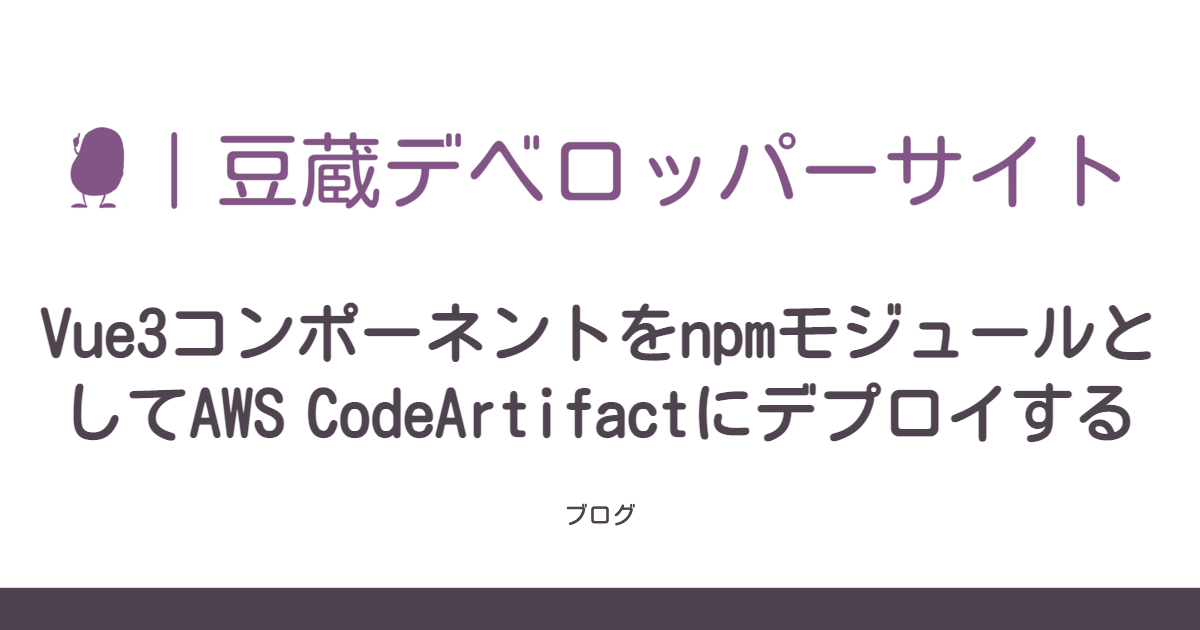 |豆蔵デベロッパーサイト
Vue3コンポーネントをnpmモジュールと
してAWS CodeArtifactにデプロイする
ブログ